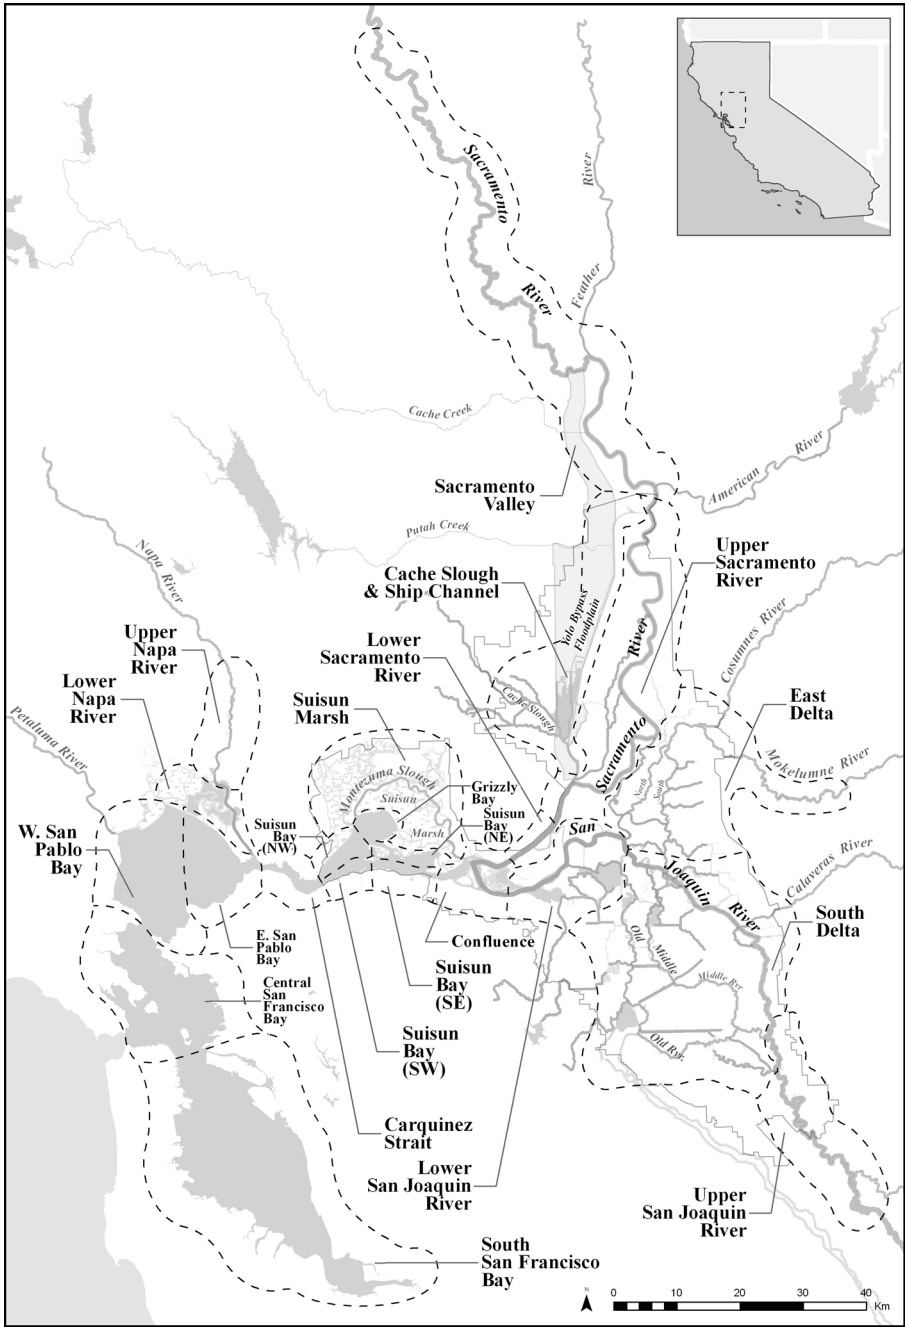 Sacramento
River
River
Feather
Cache Creek
American
River
Sacramento
Valley
Putah Creek
Napa River
Upper
Sacramento
River
Cache Slough
& Ship Channel
Yolo Bypass
Floodplain
River
Sacramento
Cosumnes River
Upper
Napa
River
Lower
Sacramento
River
Lower
Napa
River
Suisun
Marsh
Cache Slough
East
Delta
Petaluma River
Mokelumne River
Montezuma Slough
Grizzly
Bay
Suisun
Marsh
North
South
Suisun
Bay
(NW)
Suisun
Bay
(NE)
San
Joaquin
River
W. San
Pablo
Bay
Calaveras River
South
Delta
E. San
Pablo
Bay
Confluence
Old
Middle
Middle Rvr
Suisun
Bay
(SE)
Central
San
Francisco
Bay
Suisun
Bay
(SW)
Old Rvr.
Carquinez
Strait
Lower
San Joaquin
River
Upper
San Joaquin
River
South
San Francisco
Bay
N
0 10 20 30 40
Km